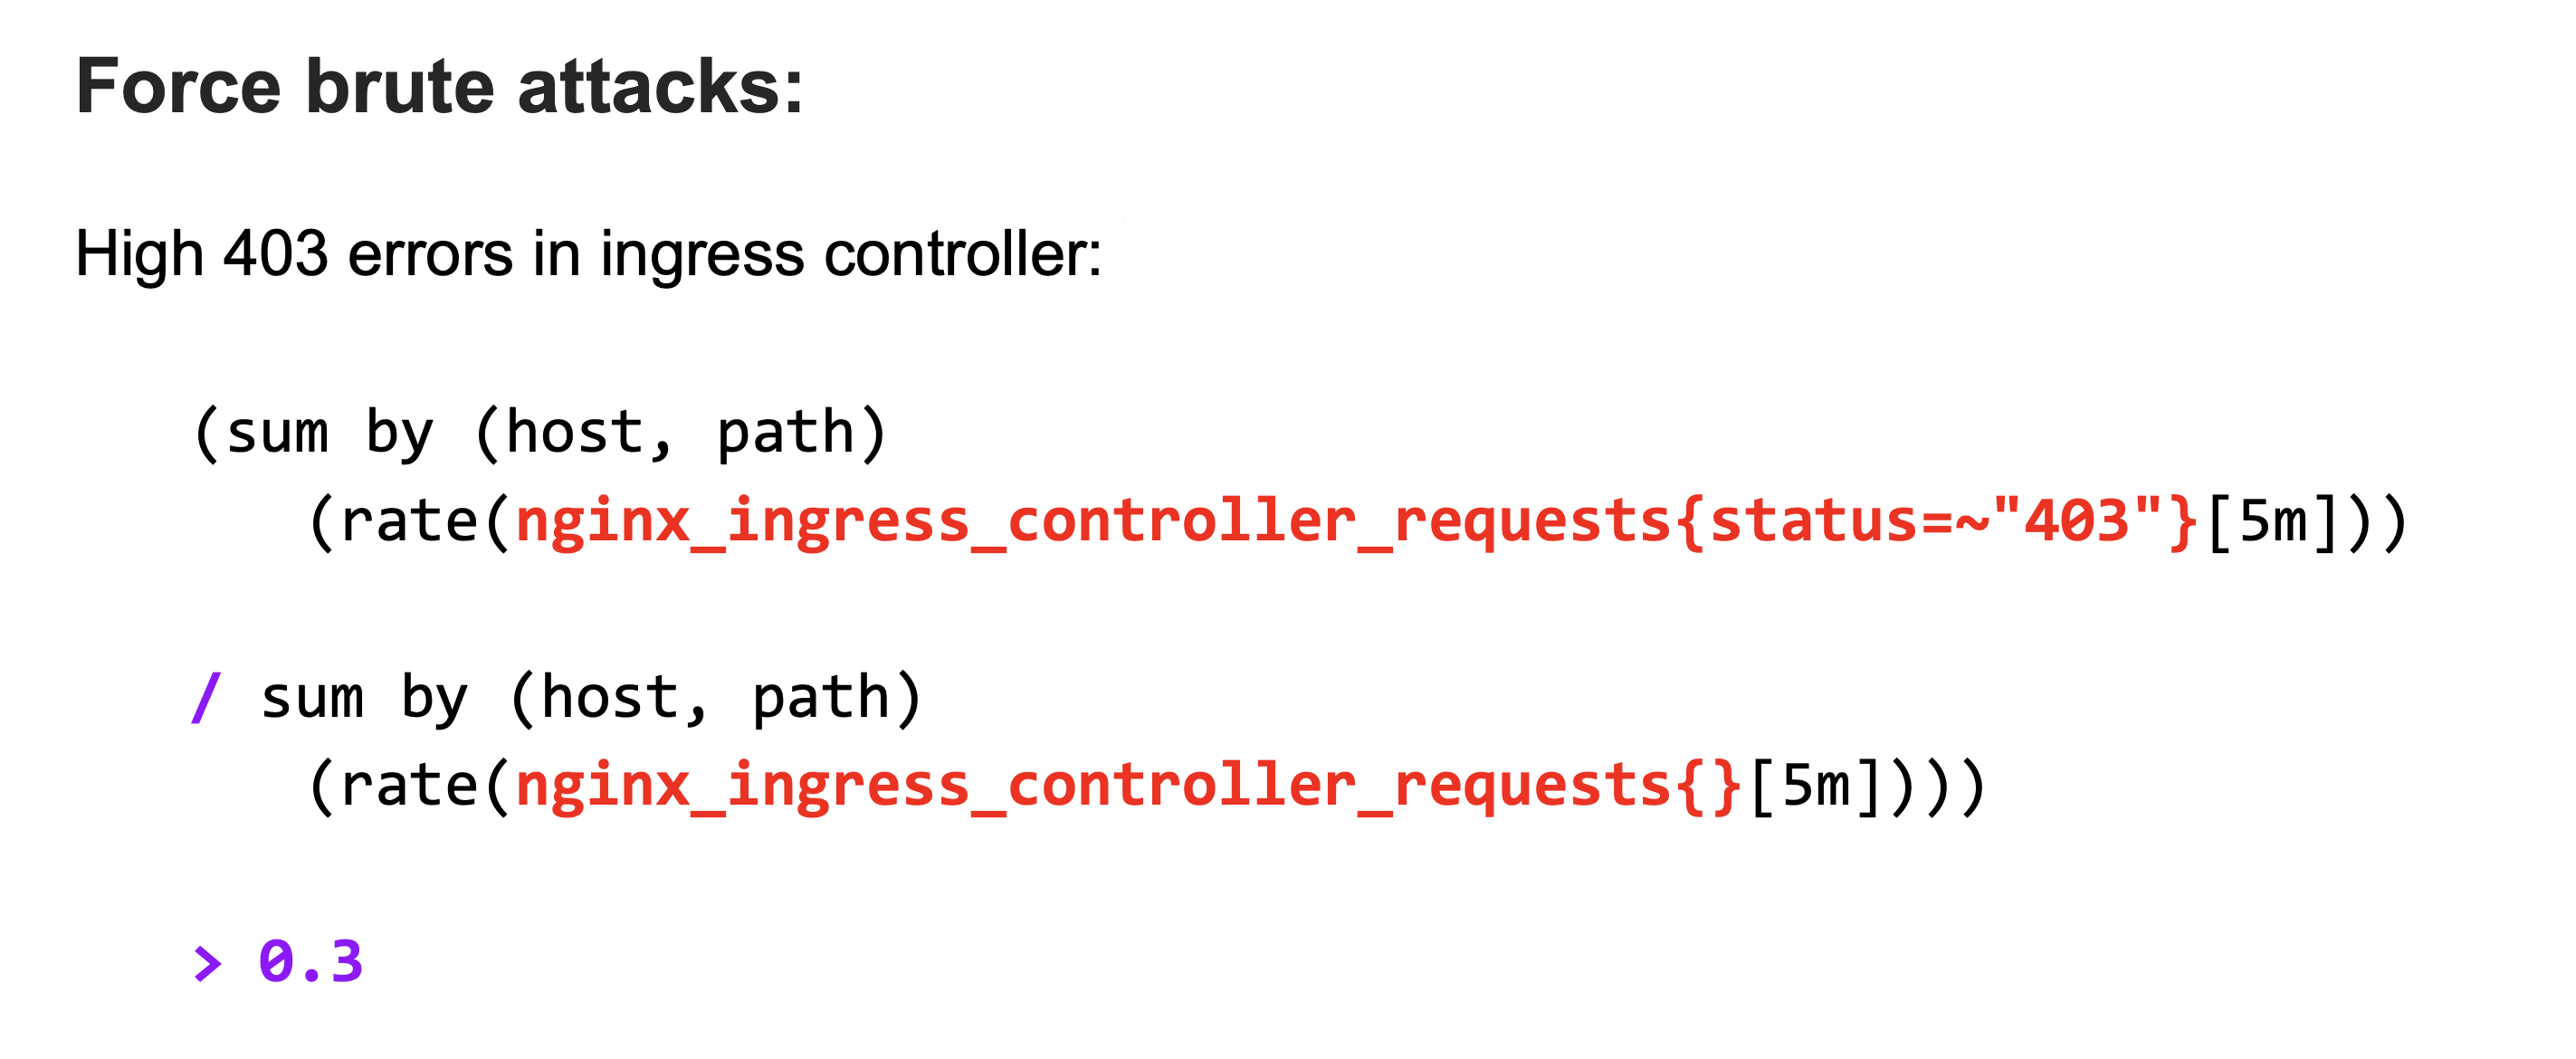 Force brute attacks:
High 403 errors in ingress controller:
(sum by (host, path)
(rate(nginx_ingress_controller_requests{status=~"403"}[5m]))
/ sum by (host, path)
(rate(nginx_ingress_controller_requests{}[5m])))
> 0.3